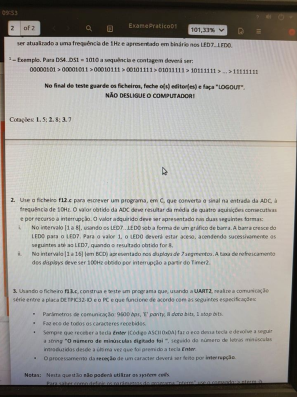 09:53
2 of 2
ExamePratico01
101,33%
ser atualizado a uma frequência de 1Hz e apresentado em binário nos LED7...LED0.
Exemplo. Para DS4..DS1 = 1010 a sequência e contagem deverá ser:
00000101 > 00001011 > 00010111 > 00101111 > 01011111 > 10111111 > ... > 11111111
No final do teste guarde os ficheiros, feche o(s) editor(es) e faça "LOGOUT".
NÃO DESLIGUE O COMPUTADOR!
Cotações: 1. 5; 2. 8; 3. 7
2. Use o ficheiro f12.c para escrever um programa, em C, que converta o sinal na entrada da ADC, à
frequência de 10Hz. O valor obtido da ADC deve resultar da média de quatro aquisições consecutivas
e por recurso a interrupção. O valor adquirido deve ser apresentado nas duas seguintes formas:
i. No intervalo [1 a 8], usando os LED7...LED0 sob a forma de um gráfico de barra. A barra cresce do
LED0 para o LED7. Para o valor 1, o LED0 deverá estar aceso, acendendo sucessivamente os
seguintes até ao LED7, quando o resultado obtido for 8.
ii. No intervalo [1 a 16] (em BCD) apresentado nos displays de 7 segmentos. A taxa de refrescamento
dos displays deve ser 100Hz obtido por interrupção a partir do Timer2.
3. Usando o ficheiro f13.c, construa e teste um programa que, usando a UART2, realize a comunicação
série entre a placa DETPIC32-IO e o PC e que funcione de acordo com as seguintes especificações:
• Parâmetros de comunicação: 9600 bps, 'E' parity, 8 data bits, 1 stop bit.
• Faz eco de todos os caracteres recebidos.
• Sempre que receber a tecla Enter (Código ASCII 0x0A) faz o eco dessa tecla e devolve a seguir
a string "O número de minúsculas digitado foi ", seguido do número de letras minúsculas
introduzidas desde a última vez que foi premido a tecla Enter.
• O processamento da receção de um caracter deverá ser feito por interrupção.
Notas: Nesta questão não poderá utilizar os system calls.